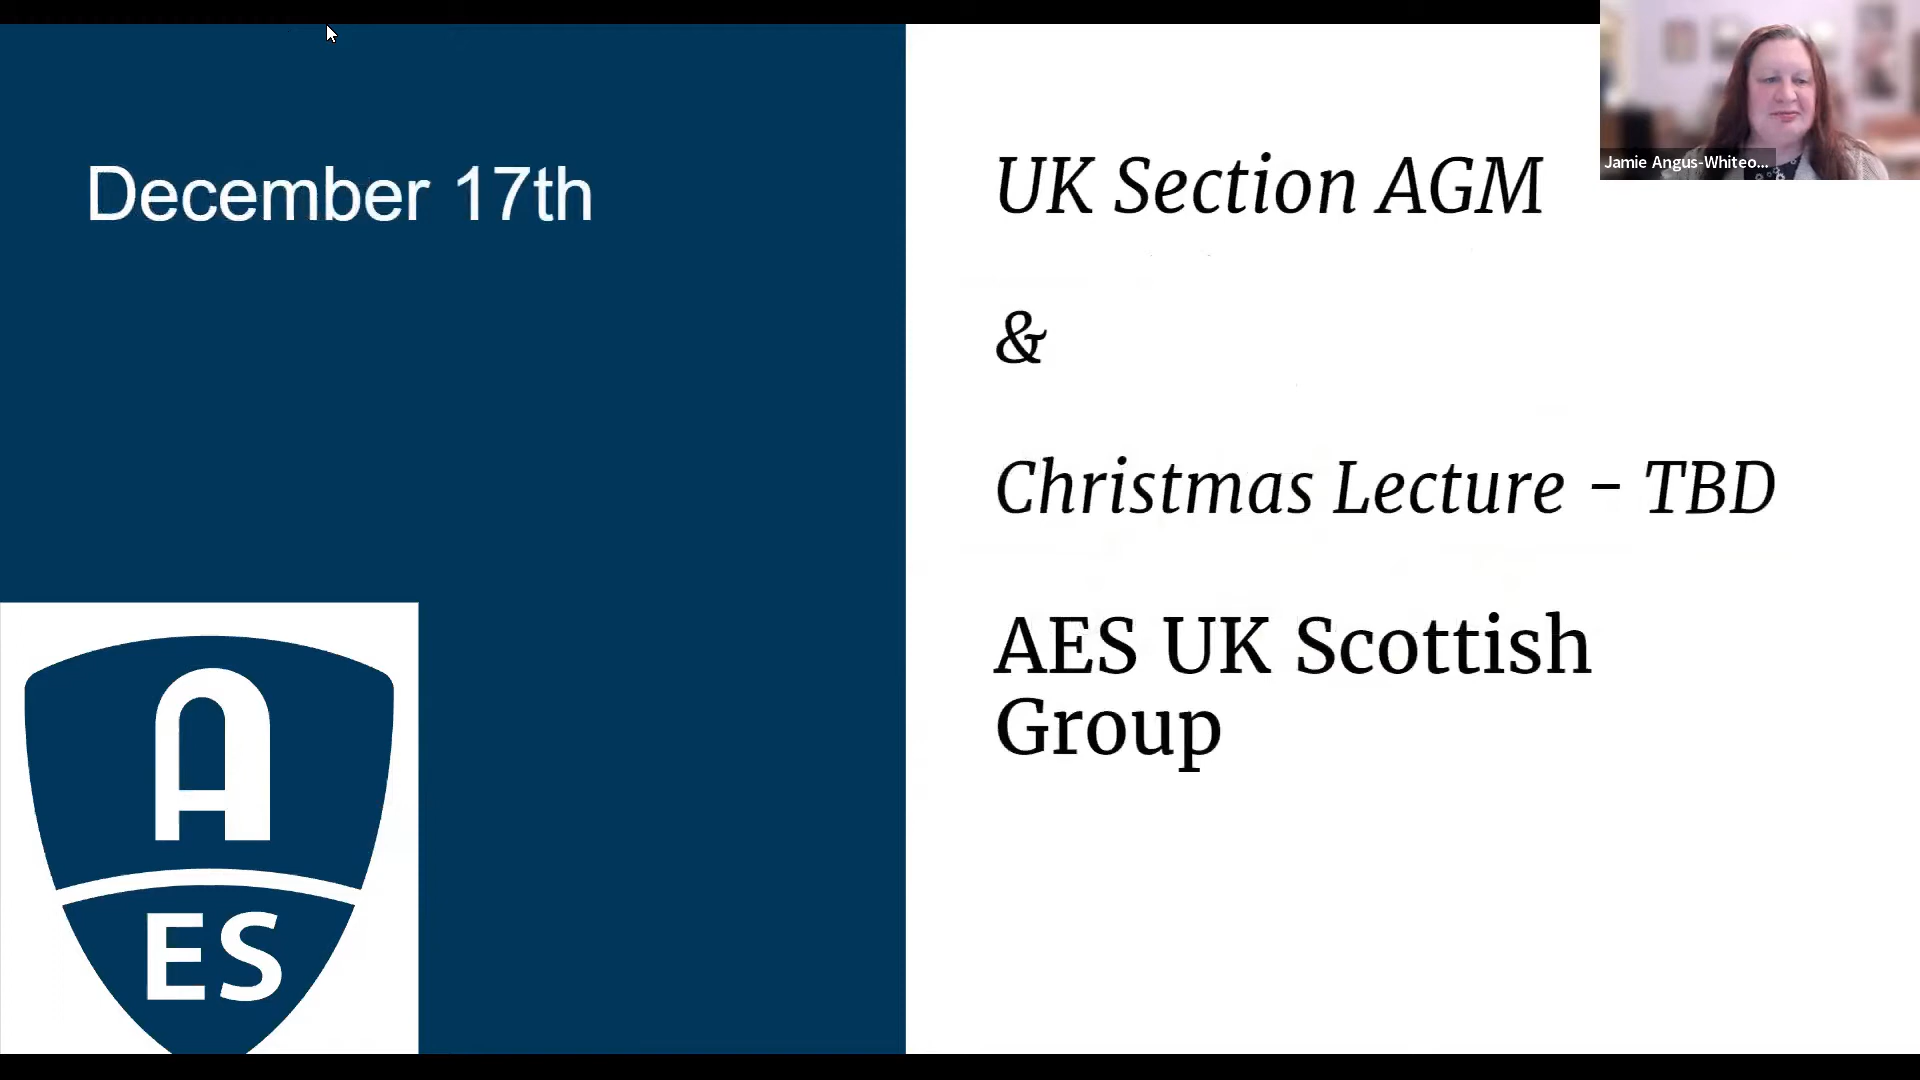 December 17th
UK Section AGM
&
Christmas Lecture – TBD
AES UK Scottish
Group
A
ES
Jamie Angus-Whiteo...